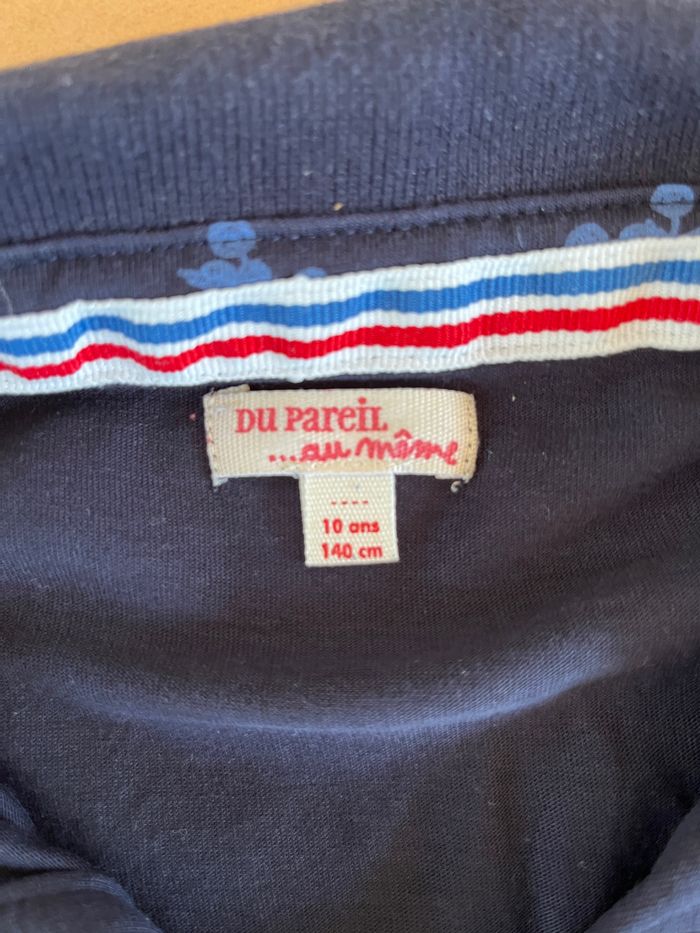 DU PAREIL
...au même
----
10 ans
140 cm